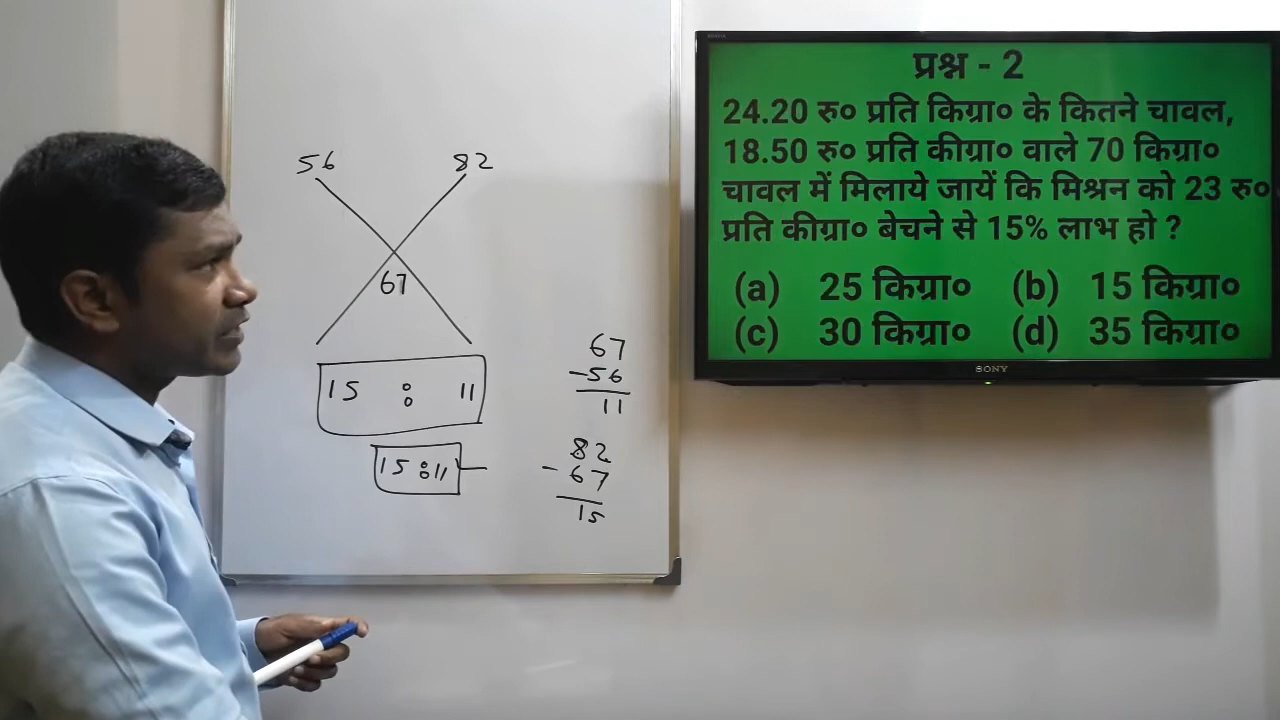 56 82
67
15 : 11
15 : 11
67
-56
11
82
-67
15
प्रश्न - 2
24.20 रु० प्रति किग्रा० के कितने चावल,
18.50 रु० प्रति कीग्रा० वाले 70 किग्रा०
चावल में मिलाये जायें कि मिश्रन को 23 रु०
प्रति कीग्रा० बेचने से 15% लाभ हो ?
(a) 25 किग्रा० (b) 15 किग्रा०
(c) 30 किग्रा० (d) 35 किग्रा०
SONY